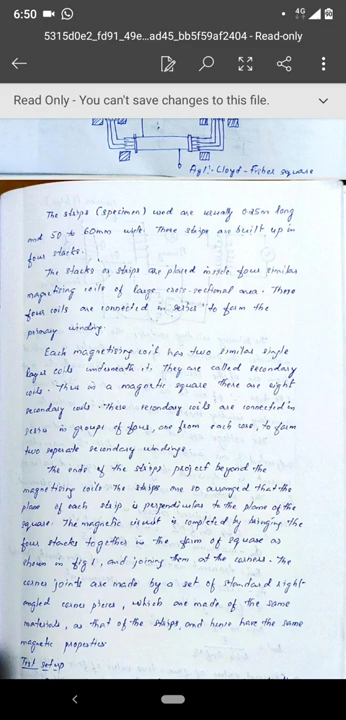 6:50
4G
5315d0e2_fd91_49e...ad45_bb5f59af2404 - Read-only
Read Only - You can't save changes to this file.
Fig1:- Lloyd - Fisher square
The strips (specimen) used are usually 0.25m long
and 50 to 60mm wide. These strips are built up in
four stacks.
The stacks of strips are placed inside four similar
magnetising coils of large cross-sectional area. These
four coils are connected in series to form the
primary winding.
Each magnetising coil has two similar single
layer coils underneath it. They are called secondary
coils. Thus in a magnetic square there are eight
secondary coils. These secondary coils are connected in
series in groups of four, one from each core, to form
two seperate secondary windings.
The ends of the strips project beyond the
magnetising coils. The strips are so arranged that the
plane of each strip is perpendicular to the plane of the
square. The magnetic circuit is completed by bringing the
four stacks together in the form of square as
shown in fig 1, and joining them at the corners. The
corner joints are made by a set of standard right
angled corner pieces, which are made of the same
materials, as that of the strips, and hence have the same
magnetic properties
Test setup